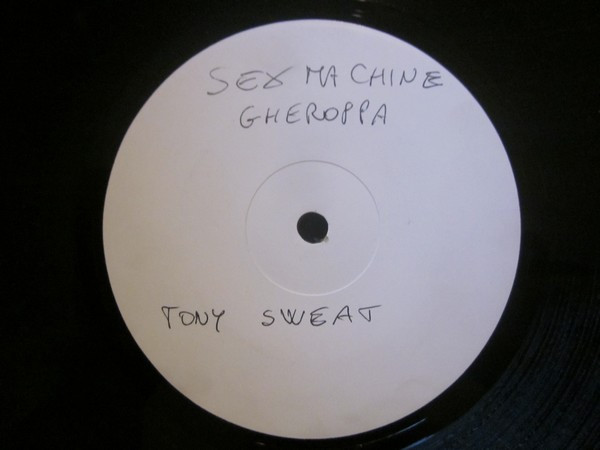 SEX MACHINE
GHEROPPA
TONY SWEAT